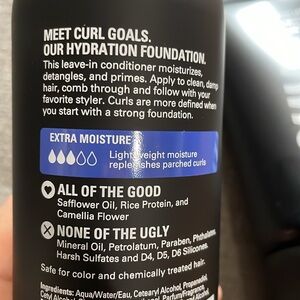 MEET CURL GOALS.
OUR HYDRATION FOUNDATION.
This leave-in conditioner moisturizes,
detangles, and primes. Apply to clean, damp
hair, comb through and follow with your
favorite styler. Curls are more defined when
you start with a strong foundation.
EXTRA MOISTURE
Lightweight moisture
replenishes parched curls
ALL OF THE GOOD
Safflower Oil, Rice Protein, and
Camellia Flower
NONE OF THE UGLY
Mineral Oil, Petrolatum, Paraben, Phthalates,
Harsh Sulfates and D4, D5, D6 Silicones.
Safe for color and chemically treated hair.
Ingredients: Aqua/Water/Eau, Cetearyl Alcohol, Propanediol,
Cetyl Alcohol,